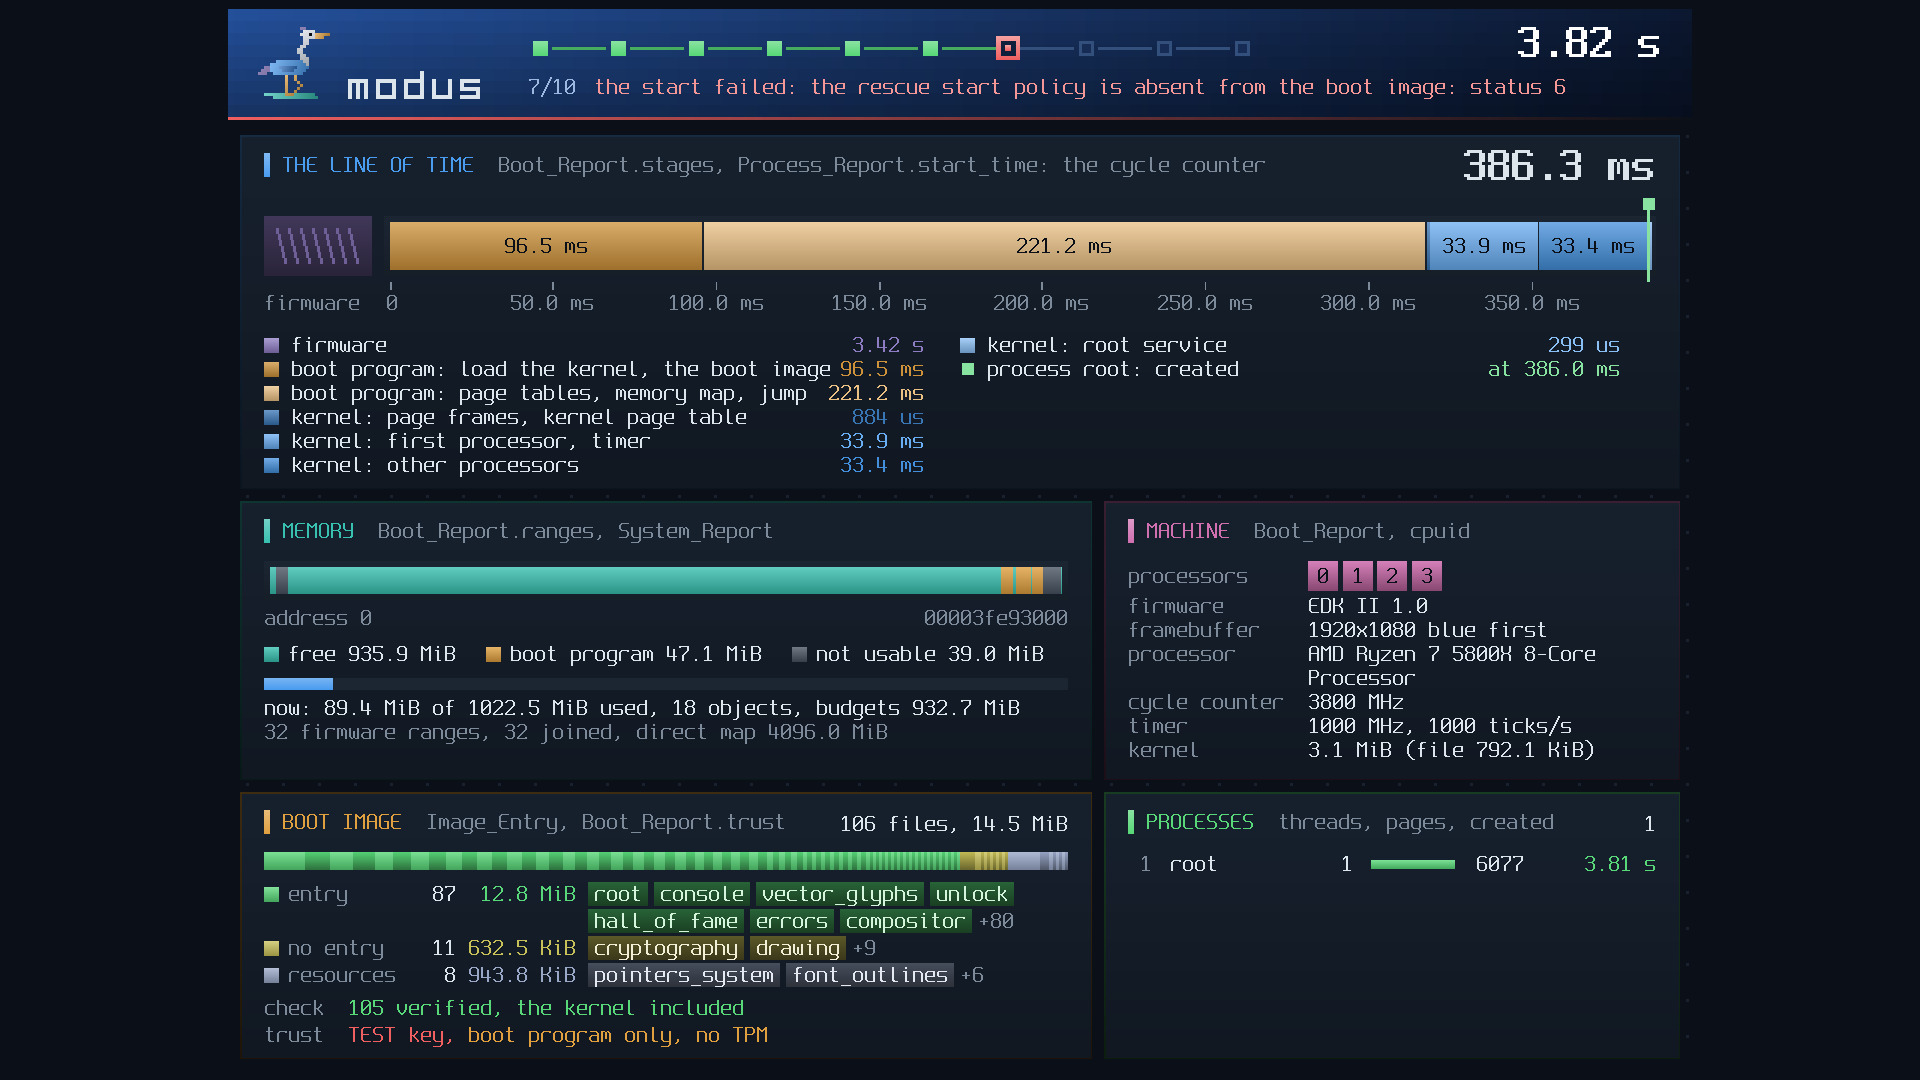 3.82 s
modus
7/10 the start failed: the rescue start policy is absent from the boot image: status 6
THE LINE OF TIME Boot_Report.stages, Process_Report.start_time: the cycle counter 386.3 ms
96.5 ms 221.2 ms 33.9 ms 33.4 ms
firmware 0 50.0 ms 100.0 ms 150.0 ms 200.0 ms 250.0 ms 300.0 ms 350.0 ms
firmware 3.42 s
boot program: load the kernel, the boot image 96.5 ms
boot program: page tables, memory map, jump 221.2 ms
kernel: page frames, kernel page table 884 us
kernel: first processor, timer 33.9 ms
kernel: other processors 33.4 ms
kernel: root service 299 us
process root: created at 386.0 ms
MEMORY Boot_Report.ranges, System_Report
address 0 00003fe93000
free 935.9 MiB boot program 47.1 MiB not usable 39.0 MiB
now: 89.4 MiB of 1022.5 MiB used, 18 objects, budgets 932.7 MiB
32 firmware ranges, 32 joined, direct map 4096.0 MiB
MACHINE Boot_Report, cpuid
processors 0 1 2 3
firmware EDK II 1.0
framebuffer 1920x1080 blue first
processor AMD Ryzen 7 5800X 8-Core
Processor
cycle counter 3800 MHz
timer 1000 MHz, 1000 ticks/s
kernel 3.1 MiB (file 792.1 KiB)
BOOT IMAGE Image_Entry, Boot_Report.trust 106 files, 14.5 MiB
entry 87 12.8 MiB root console vector_glyphs unlock
hall_of_fame errors compositor +80
no entry 11 632.5 KiB cryptography drawing +9
resources 8 943.8 KiB pointers_system font_outlines +6
check 105 verified, the kernel included
trust TEST key, boot program only, no TPM
PROCESSES threads, pages, created 1
1 root 1 6077 3.81 s